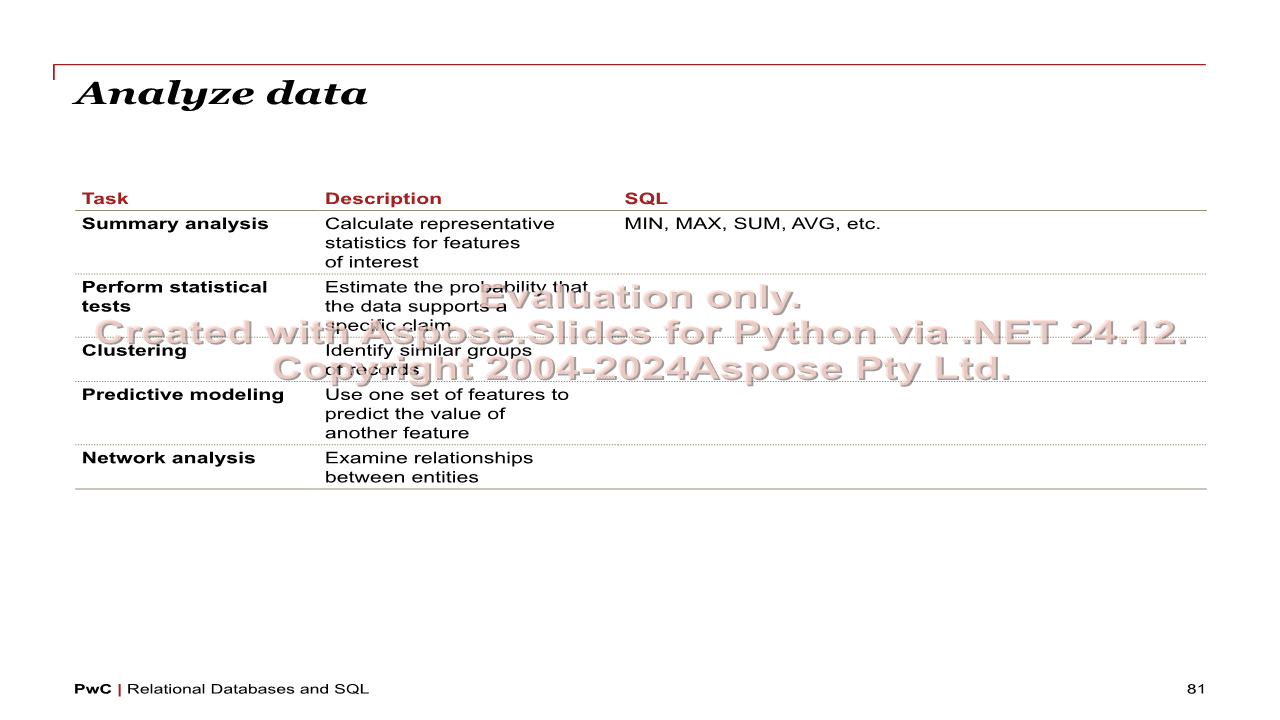 Analyze data
Task Description SQL
Summary analysis Calculate representative MIN, MAX, SUM, AVG, etc.
statistics for features
of interest
Perform statistical Estimate the probability that
tests the data supports a
specific claim
Clustering Identify similar groups
of records
Predictive modeling Use one set of features to
predict the value of
another feature
Network analysis Examine relationships
between entities
Evaluation only.
Created with Aspose.Slides for Python via .NET 24.12.
Copyright 2004-2024Aspose Pty Ltd.
PwC | Relational Databases and SQL 81